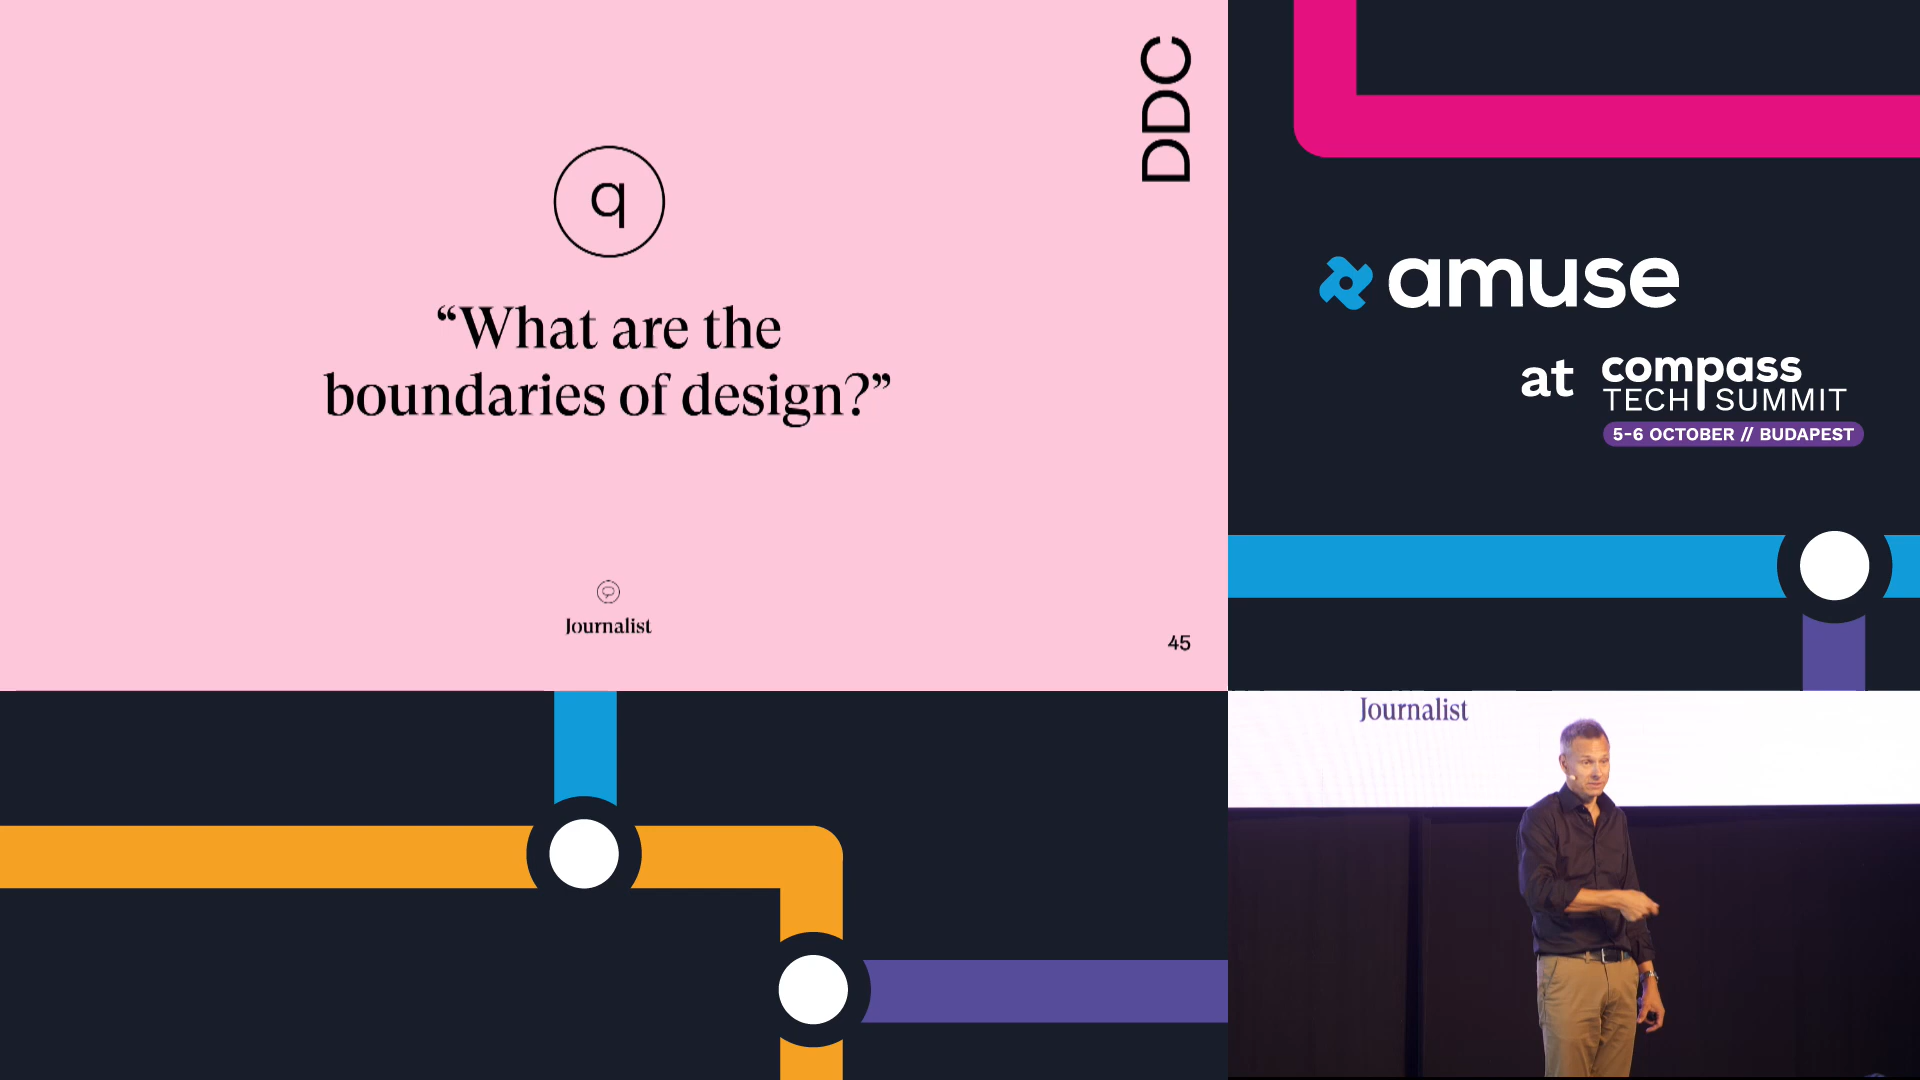 DDC
q
“What are the
boundaries of design?”
Journalist
45
amuse
at compass
TECH SUMMIT
5-6 OCTOBER // BUDAPEST
Journalist